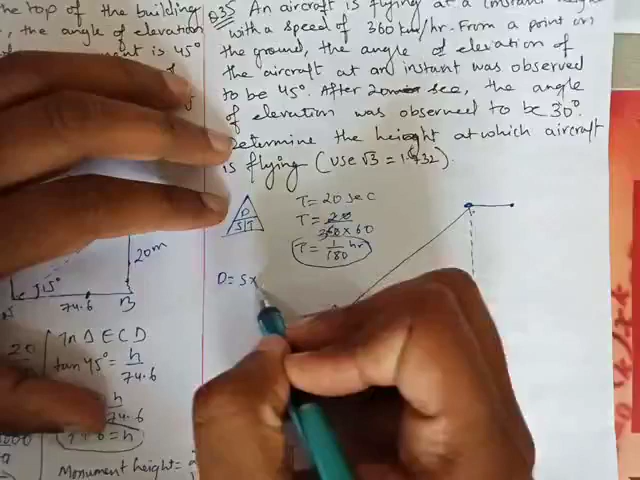 the top of the building
the angle of elevation
is 45°
20m
45°
B
74.6
In Δ ECD
tan 45° = h/74.6
h
74.6
74.6 = h
Monument height =
Q.35 An aircraft is flying at a constant height
with a speed of 360 km/hr. From a point on
the ground, the angle of elevation of
the aircraft at an instant was observed
to be 45°. After 20 sec, the angle
of elevation was observed to be 30°
Determine the height at which aircraft
is flying (use √3 = 1.732).
D
S T
T = 20 sec
T = 20
60
T = 1/180 hr
D = S x